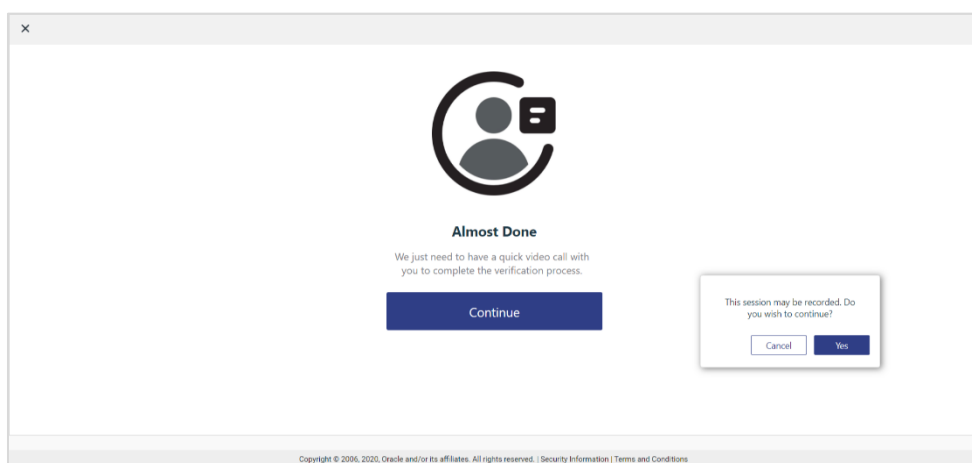 Almost Done
We just need to have a quick video call with
you to complete the verification process.
Continue
This session may be recorded. Do
you wish to continue?
Cancel Yes
Copyright © 2006, 2020, Oracle and/or its affiliates. All rights reserved. | Security Information | Terms and Conditions